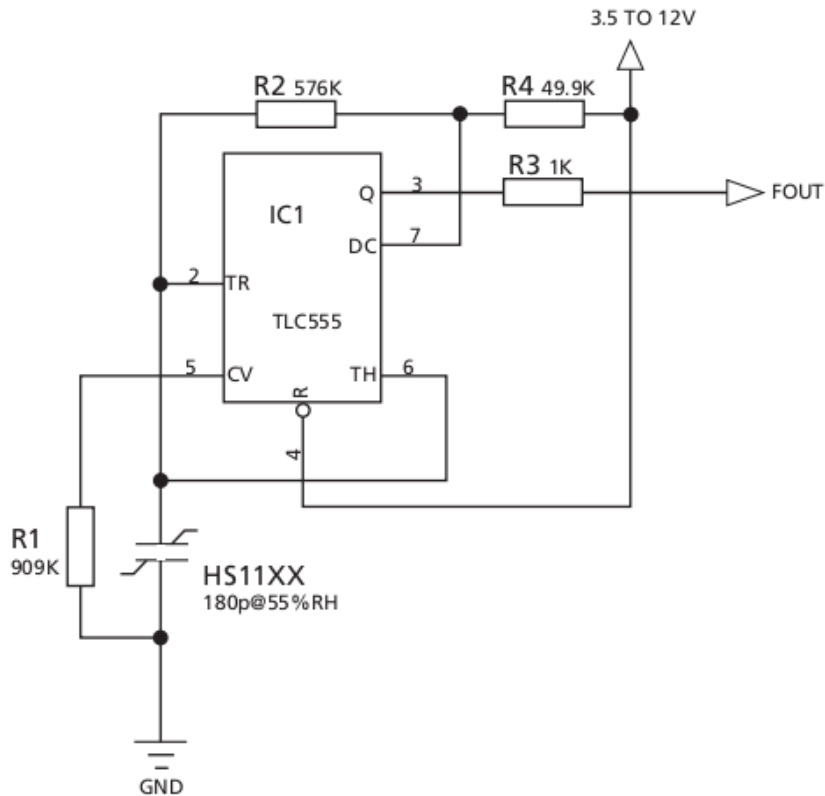 3.5 TO 12V
R2 576K
R4 49.9K
R3 1K
Q
3
FOUT
IC1
DC
7
2
TR
TLC555
5
CV
TH
6
R
4
R1
909K
HS11XX
180p@55%RH
GND